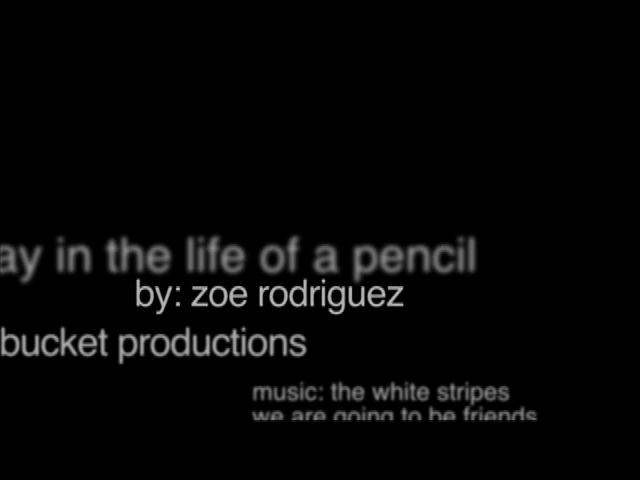 ay in the life of a pencil
by: zoe rodriguez
bucket productions
music: the white stripes
we are going to be friends